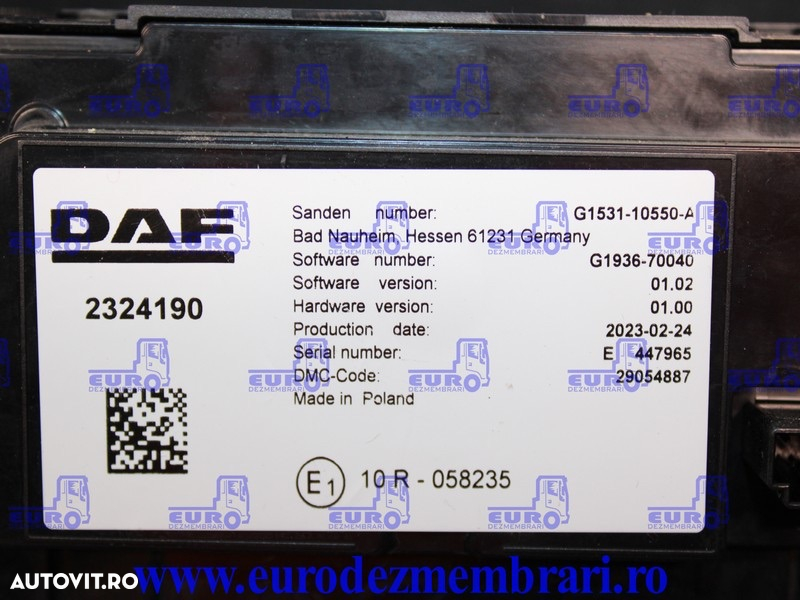 DAF
2324190
Sanden number: G1531-10550-A
Bad Nauheim, Hessen 61231 Germany
Software number: G1936-70040
Software version: 01.02
Hardware version: 01.00
Production date: 2023-02-24
Serial number: E 447965
DMC-Code: 29054887
Made in Poland
E1 10 R - 058235
EURO
DEZMEMBRARI
AUTOVIT.RO
www.eurodezmembrari.ro